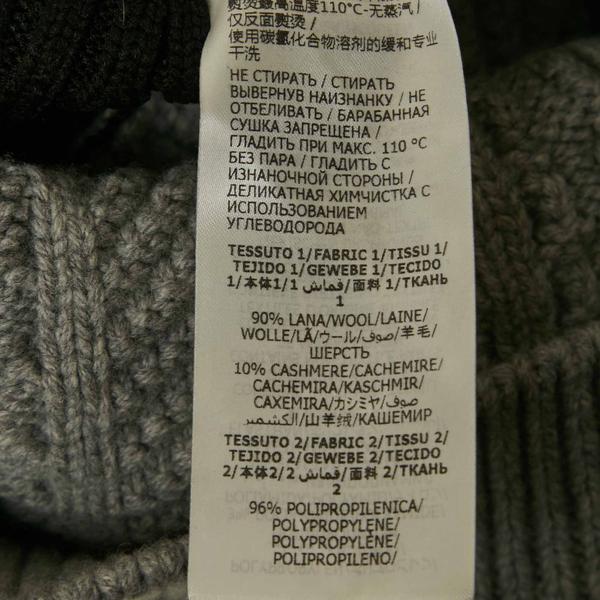 熨烫最高温度110°C-无蒸汽 /
仅反面熨烫 /
使用碳氢化合物溶剂的缓和专业
干洗
НЕ СТИРАТЬ / СТИРАТЬ
ВЫВЕРНУВ НАИЗНАНКУ / НЕ
ОТБЕЛИВАТЬ / БАРАБАННАЯ
СУШКА ЗАПРЕЩЕНА /
ГЛАДИТЬ ПРИ МАКС. 110 °C
БЕЗ ПАРА / ГЛАДИТЬ С
ИЗНАНОЧНОЙ СТОРОНЫ /
ДЕЛИКАТНАЯ ХИМЧИСТКА С
ИСПОЛЬЗОВАНИЕМ
УГЛЕВОДОРОДА
TESSUTO 1/FABRIC 1/TISSU 1/
TEJIDO 1/GEWEBE 1/TECIDO
1/本体1/1 قماش/面料 1/ТКАНЬ
1
90% LANA/WOOL/LAINE/
WOLLE/LÃ/ウール/صوف/羊毛/
ШЕРСТЬ
10% CASHMERE/CACHEMIRE/
CACHEMIRA/KASCHMIR/
CAXEMIRA/カシミヤ/صوف
الكشمير/山羊绒/КАШЕМИР
TESSUTO 2/FABRIC 2/TISSU 2/
TEJIDO 2/GEWEBE 2/TECIDO
2/本体2/2 قماش/面料 2/ТКАНЬ
2
96% POLIPROPILENICA/
POLYPROPYLENE/
POLYPROPYLÈNE/
POLIPROPILENO/